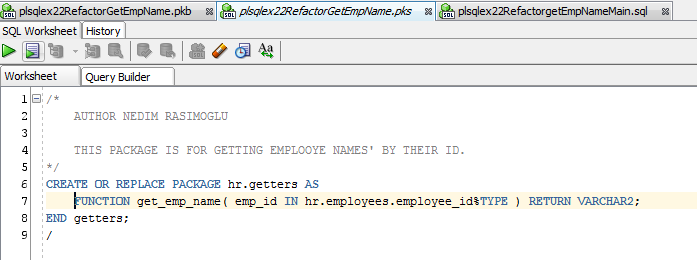 plsqlex22RefactorGetEmpName.pkb plsqlex22RefactorGetEmpName.pks plsqlex22RefactorgetEmpNameMain.sql
SQL Worksheet History
Aa
Worksheet Query Builder
1 /*
2 AUTHOR NEDIM RASIMOGLU
3
4 THIS PACKAGE IS FOR GETTING EMPLOOYE NAMES' BY THEIR ID.
5 */
6 CREATE OR REPLACE PACKAGE hr.getters AS
7 FUNCTION get_emp_name( emp_id IN hr.employees.employee_id%TYPE ) RETURN VARCHAR2;
8 END getters;
9 /